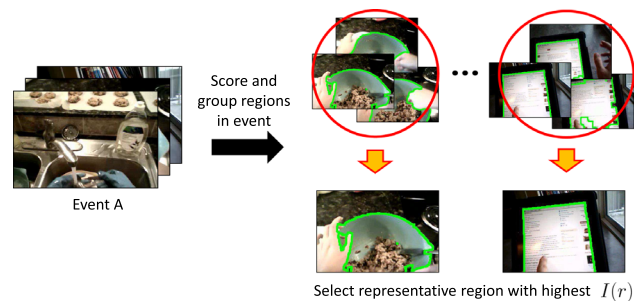 Score and
group regions
in event
Event A
Select representative region with highest I(r)